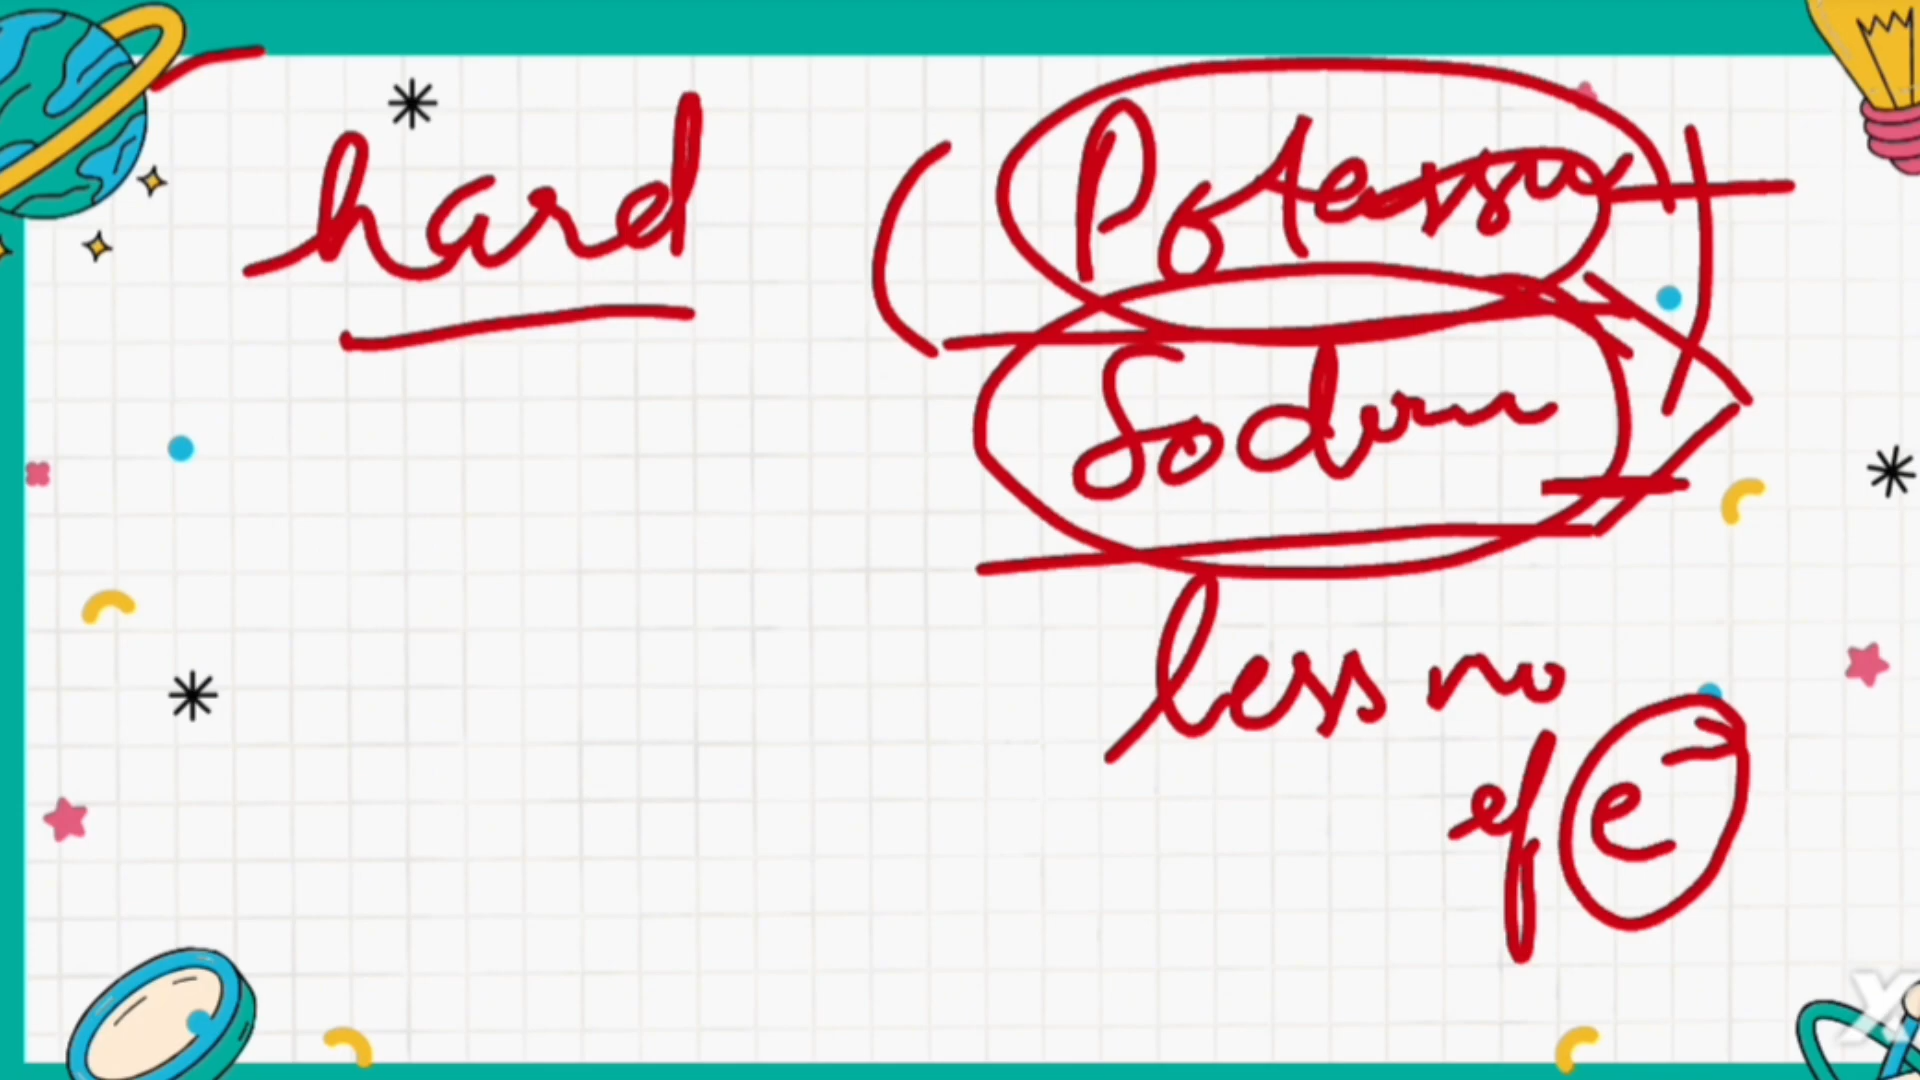 hard
(Potassium)
Sodium
less no
of e